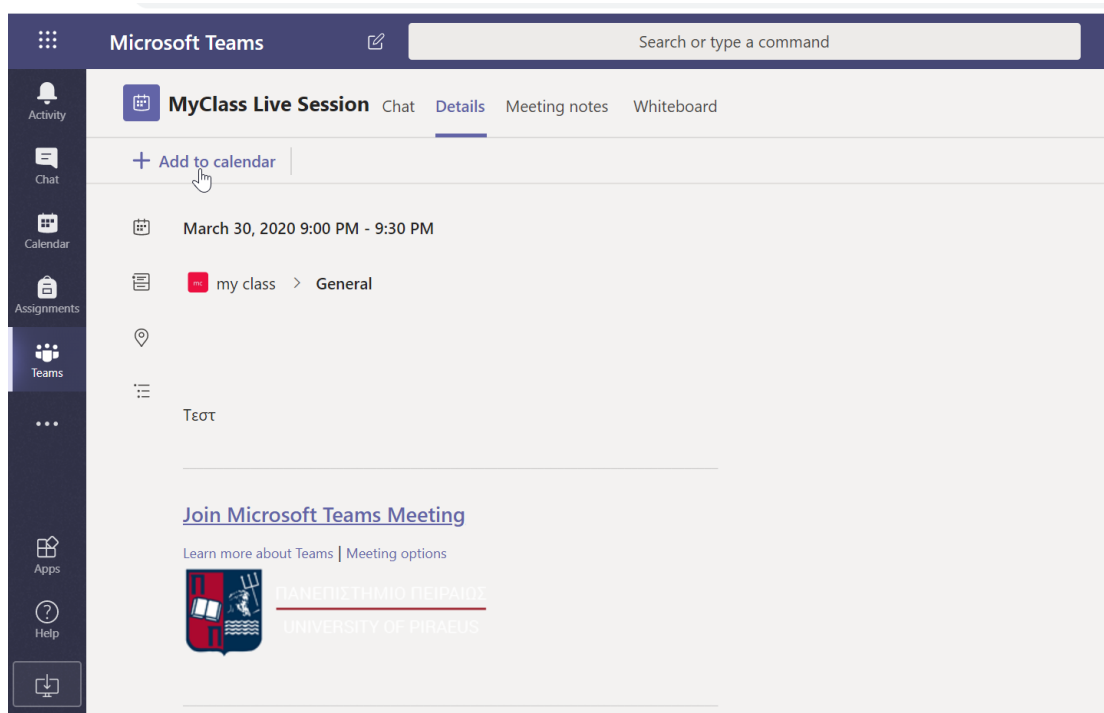 Microsoft Teams
Search or type a command
Activity
Chat
Calendar
Assignments
Teams
Apps
Help
MyClass Live Session Chat Details Meeting notes Whiteboard
+ Add to calendar
March 30, 2020 9:00 PM - 9:30 PM
mc my class > General
Τεστ
Join Microsoft Teams Meeting
Learn more about Teams | Meeting options
ΠΑΝΕΠΙΣΤΗΜΙΟ ΠΕΙΡΑΙΩΣ
UNIVERSITY OF PIRAEUS